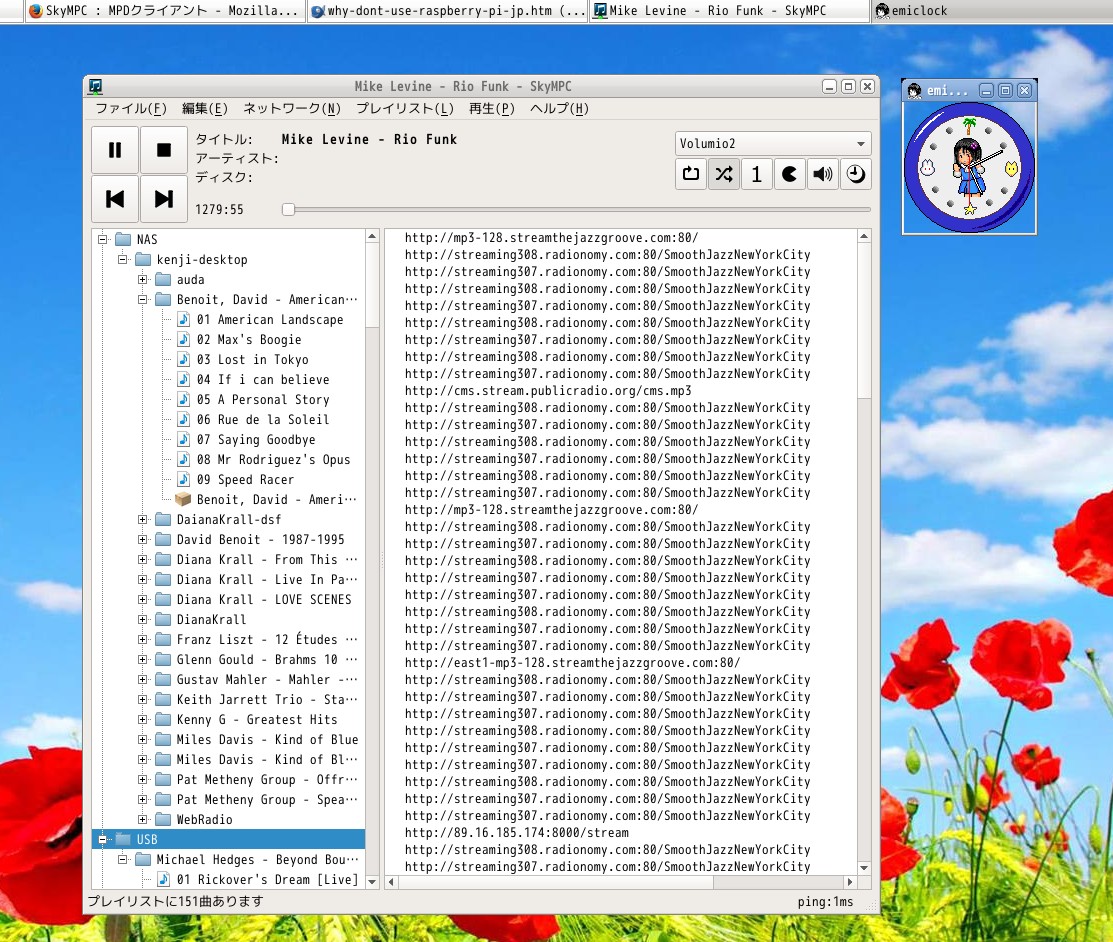 SkyMPC : MPDクライアント - Mozilla...
why-dont-use-raspberry-pi-jp.htm (...
Mike Levine - Rio Funk - SkyMPC
emiclock
Mike Levine - Rio Funk - SkyMPC
emi...
ファイル(F) 編集(E) ネットワーク(N) プレイリスト(L) 再生(P) ヘルプ(H)
タイトル: Mike Levine - Rio Funk
アーティスト:
ディスク:
1279:55
Volumio2
1
NAS
kenji-desktop
auda
Benoit, David - American…
01 American Landscape
02 Max's Boogie
03 Lost in Tokyo
04 If i can believe
05 A Personal Story
06 Rue de la Soleil
07 Saying Goodbye
08 Mr Rodriguez's Opus
09 Speed Racer
Benoit, David - Ameri…
DaianaKrall-dsf
David Benoit - 1987-1995
Diana Krall - From This …
Diana Krall - Live In Pa…
Diana Krall - LOVE SCENES
DianaKrall
Franz Liszt - 12 Études …
Glenn Gould - Brahms 10 …
Gustav Mahler - Mahler -…
Keith Jarrett Trio - Sta…
Kenny G - Greatest Hits
Miles Davis - Kind of Blue
Miles Davis - Kind of Bl…
Pat Metheny Group - Offr…
Pat Metheny Group - Spea…
WebRadio
USB
Michael Hedges - Beyond Bou…
01 Rickover's Dream [Live]
http://mp3-128.streamthejazzgroove.com:80/
http://streaming308.radionomy.com:80/SmoothJazzNewYorkCity
http://streaming307.radionomy.com:80/SmoothJazzNewYorkCity
http://streaming308.radionomy.com:80/SmoothJazzNewYorkCity
http://streaming307.radionomy.com:80/SmoothJazzNewYorkCity
http://streaming308.radionomy.com:80/SmoothJazzNewYorkCity
http://streaming307.radionomy.com:80/SmoothJazzNewYorkCity
http://streaming308.radionomy.com:80/SmoothJazzNewYorkCity
http://streaming307.radionomy.com:80/SmoothJazzNewYorkCity
http://cms.stream.publicradio.org/cms.mp3
http://streaming308.radionomy.com:80/SmoothJazzNewYorkCity
http://streaming307.radionomy.com:80/SmoothJazzNewYorkCity
http://streaming308.radionomy.com:80/SmoothJazzNewYorkCity
http://streaming307.radionomy.com:80/SmoothJazzNewYorkCity
http://streaming308.radionomy.com:80/SmoothJazzNewYorkCity
http://streaming307.radionomy.com:80/SmoothJazzNewYorkCity
http://mp3-128.streamthejazzgroove.com:80/
http://streaming308.radionomy.com:80/SmoothJazzNewYorkCity
http://streaming307.radionomy.com:80/SmoothJazzNewYorkCity
http://streaming308.radionomy.com:80/SmoothJazzNewYorkCity
http://streaming307.radionomy.com:80/SmoothJazzNewYorkCity
http://streaming307.radionomy.com:80/SmoothJazzNewYorkCity
http://streaming308.radionomy.com:80/SmoothJazzNewYorkCity
http://streaming307.radionomy.com:80/SmoothJazzNewYorkCity
http://streaming307.radionomy.com:80/SmoothJazzNewYorkCity
http://east1-mp3-128.streamthejazzgroove.com:80/
http://streaming308.radionomy.com:80/SmoothJazzNewYorkCity
http://streaming307.radionomy.com:80/SmoothJazzNewYorkCity
http://streaming307.radionomy.com:80/SmoothJazzNewYorkCity
http://streaming308.radionomy.com:80/SmoothJazzNewYorkCity
http://streaming307.radionomy.com:80/SmoothJazzNewYorkCity
http://streaming307.radionomy.com:80/SmoothJazzNewYorkCity
http://streaming308.radionomy.com:80/SmoothJazzNewYorkCity
http://streaming307.radionomy.com:80/SmoothJazzNewYorkCity
http://streaming307.radionomy.com:80/SmoothJazzNewYorkCity
http://89.16.185.174:8000/stream
http://streaming308.radionomy.com:80/SmoothJazzNewYorkCity
http://streaming307.radionomy.com:80/SmoothJazzNewYorkCity
プレイリストに151曲あります
ping:1ms